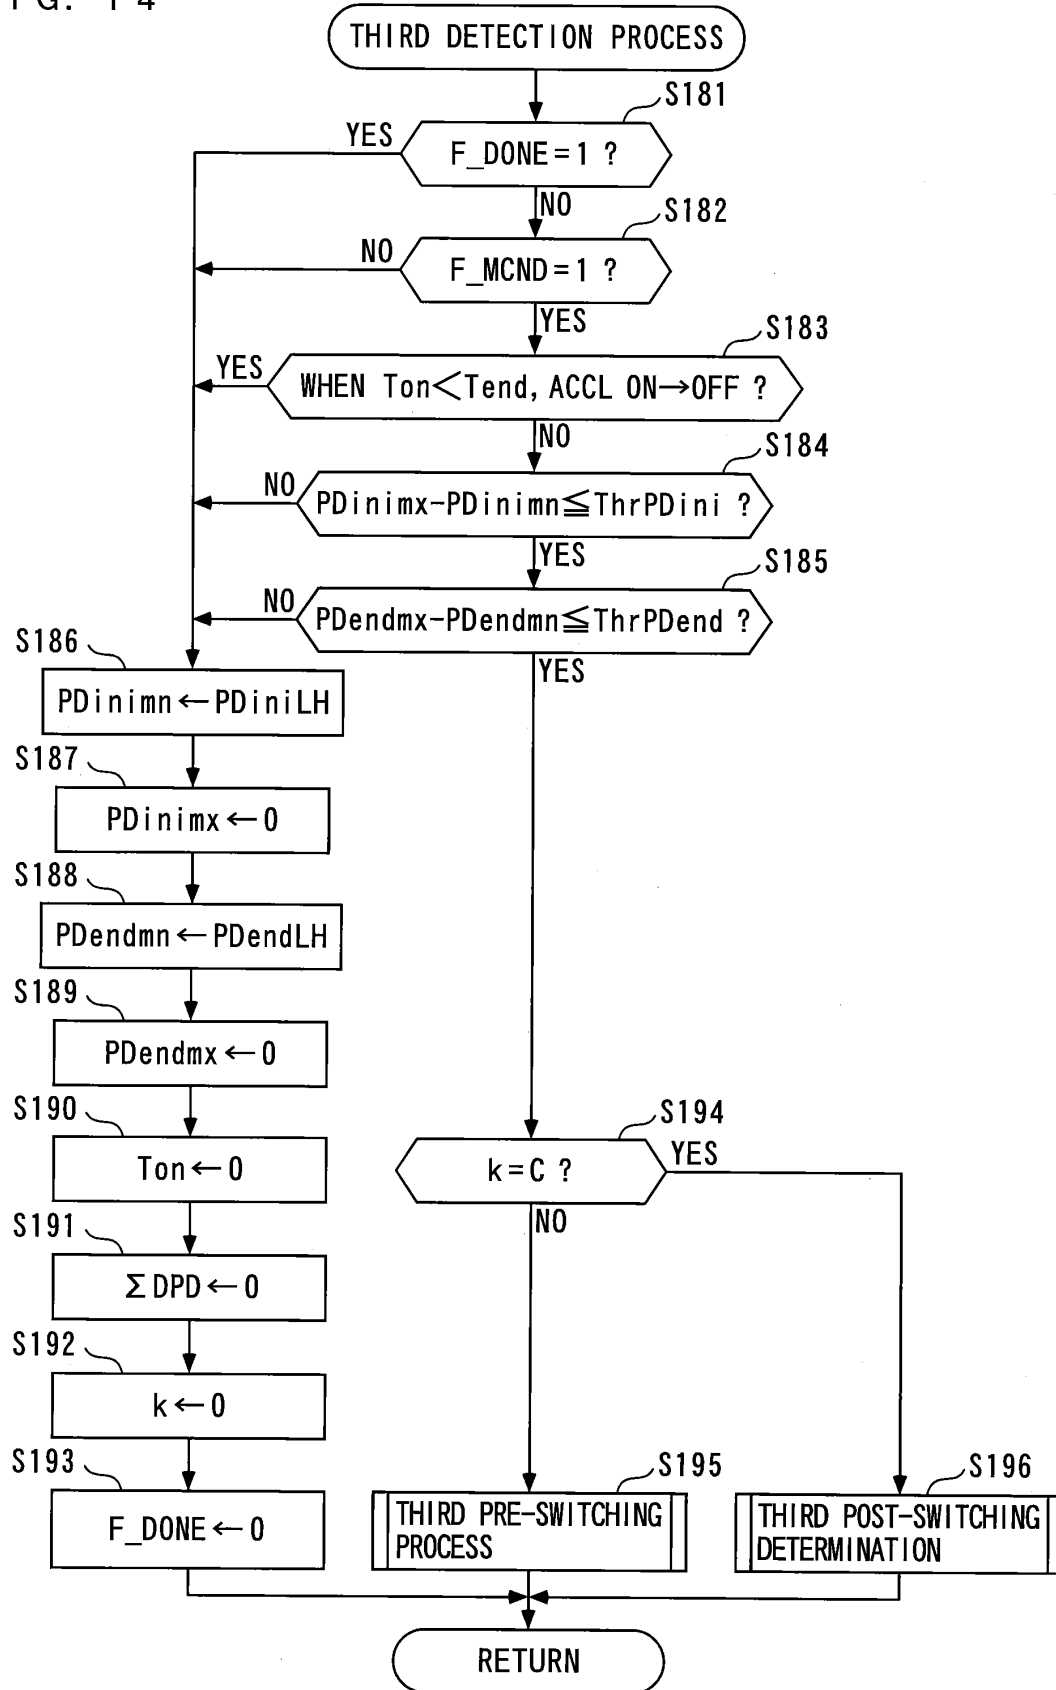 FG. 14
THIRD DETECTION PROCESS
S181
YES
F_DONE=1 ?
NO
S182
NO
F_MCND=1 ?
YES
S183
YES
WHEN Ton<Tend, ACCL ON→OFF ?
NO
S184
NO
PDinimx-PDinimn≦ThrPDini ?
YES
S185
NO
PDendmx-PDendmn≦ThrPDend ?
YES
S186
PDinimn←PDiniLH
S187
PDinimx←0
S188
PDendmn←PDendLH
S189
PDendmx←0
S190
Ton←0
S191
ΣDPD←0
S192
k←0
S193
F_DONE←0
S194
k=C ?
YES
NO
S195
THIRD PRE-SWITCHING
PROCESS
S196
THIRD POST-SWITCHING
DETERMINATION
RETURN